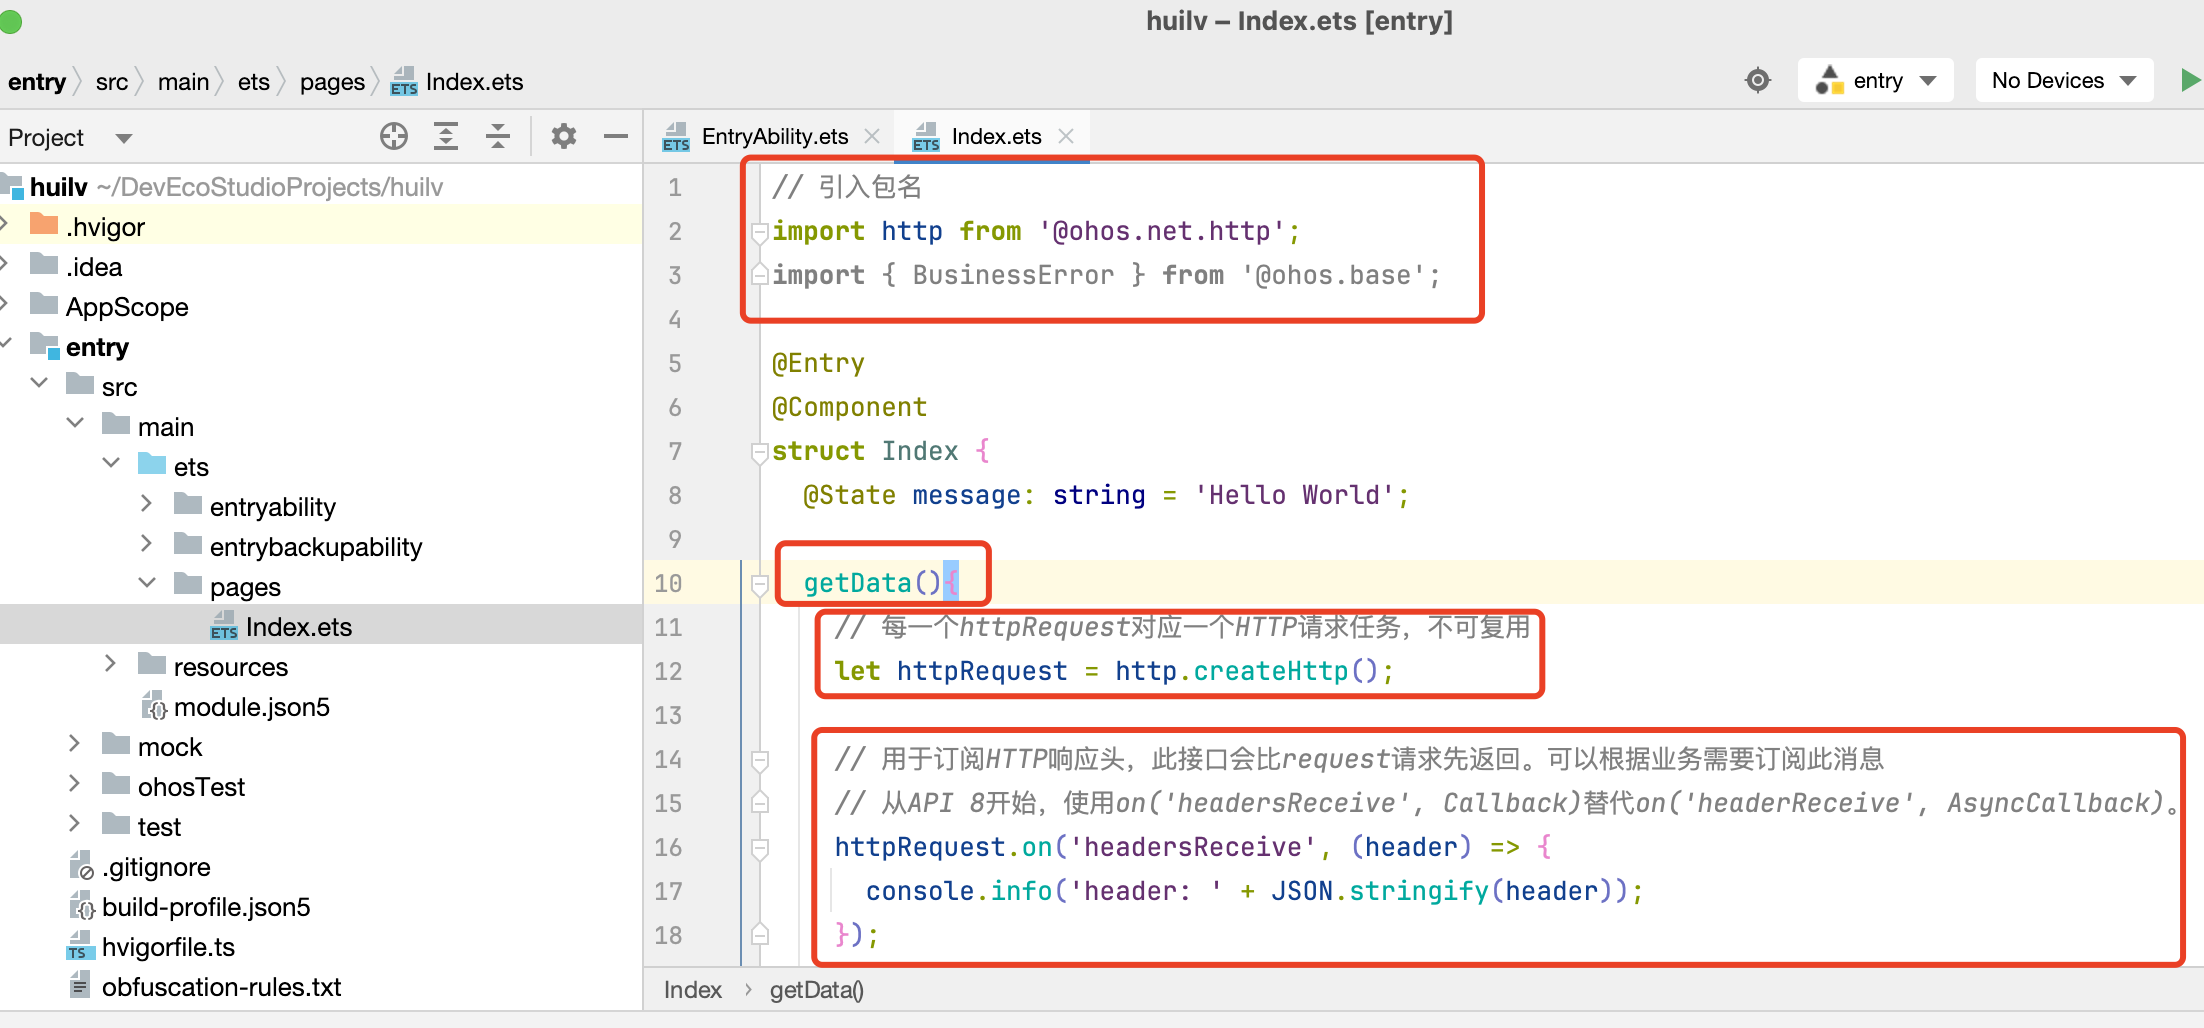 huilv – Index.ets [entry]
entry src main ets pages Index.ets
entry No Devices
Project
EntryAbility.ets Index.ets
huilv ~/DevEcoStudioProjects/huilv
.hvigor
.idea
AppScope
entry
src
main
ets
entryability
entrybackupability
pages
Index.ets
resources
module.json5
mock
ohosTest
test
.gitignore
build-profile.json5
hvigorfile.ts
obfuscation-rules.txt
1 // 引入包名
2 import http from '@ohos.net.http';
3 import { BusinessError } from '@ohos.base';
4
5 @Entry
6 @Component
7 struct Index {
8 @State message: string = 'Hello World';
9
10 getData(){
11 // 每一个httpRequest对应一个HTTP请求任务，不可复用
12 let httpRequest = http.createHttp();
13
14 // 用于订阅HTTP响应头，此接口会比request请求先返回。可以根据业务需要订阅此消息
15 // 从API 8开始，使用on('headersReceive', Callback)替代on('headerReceive', AsyncCallback)。
16 httpRequest.on('headersReceive', (header) => {
17 console.info('header: ' + JSON.stringify(header));
18 });
Index › getData()